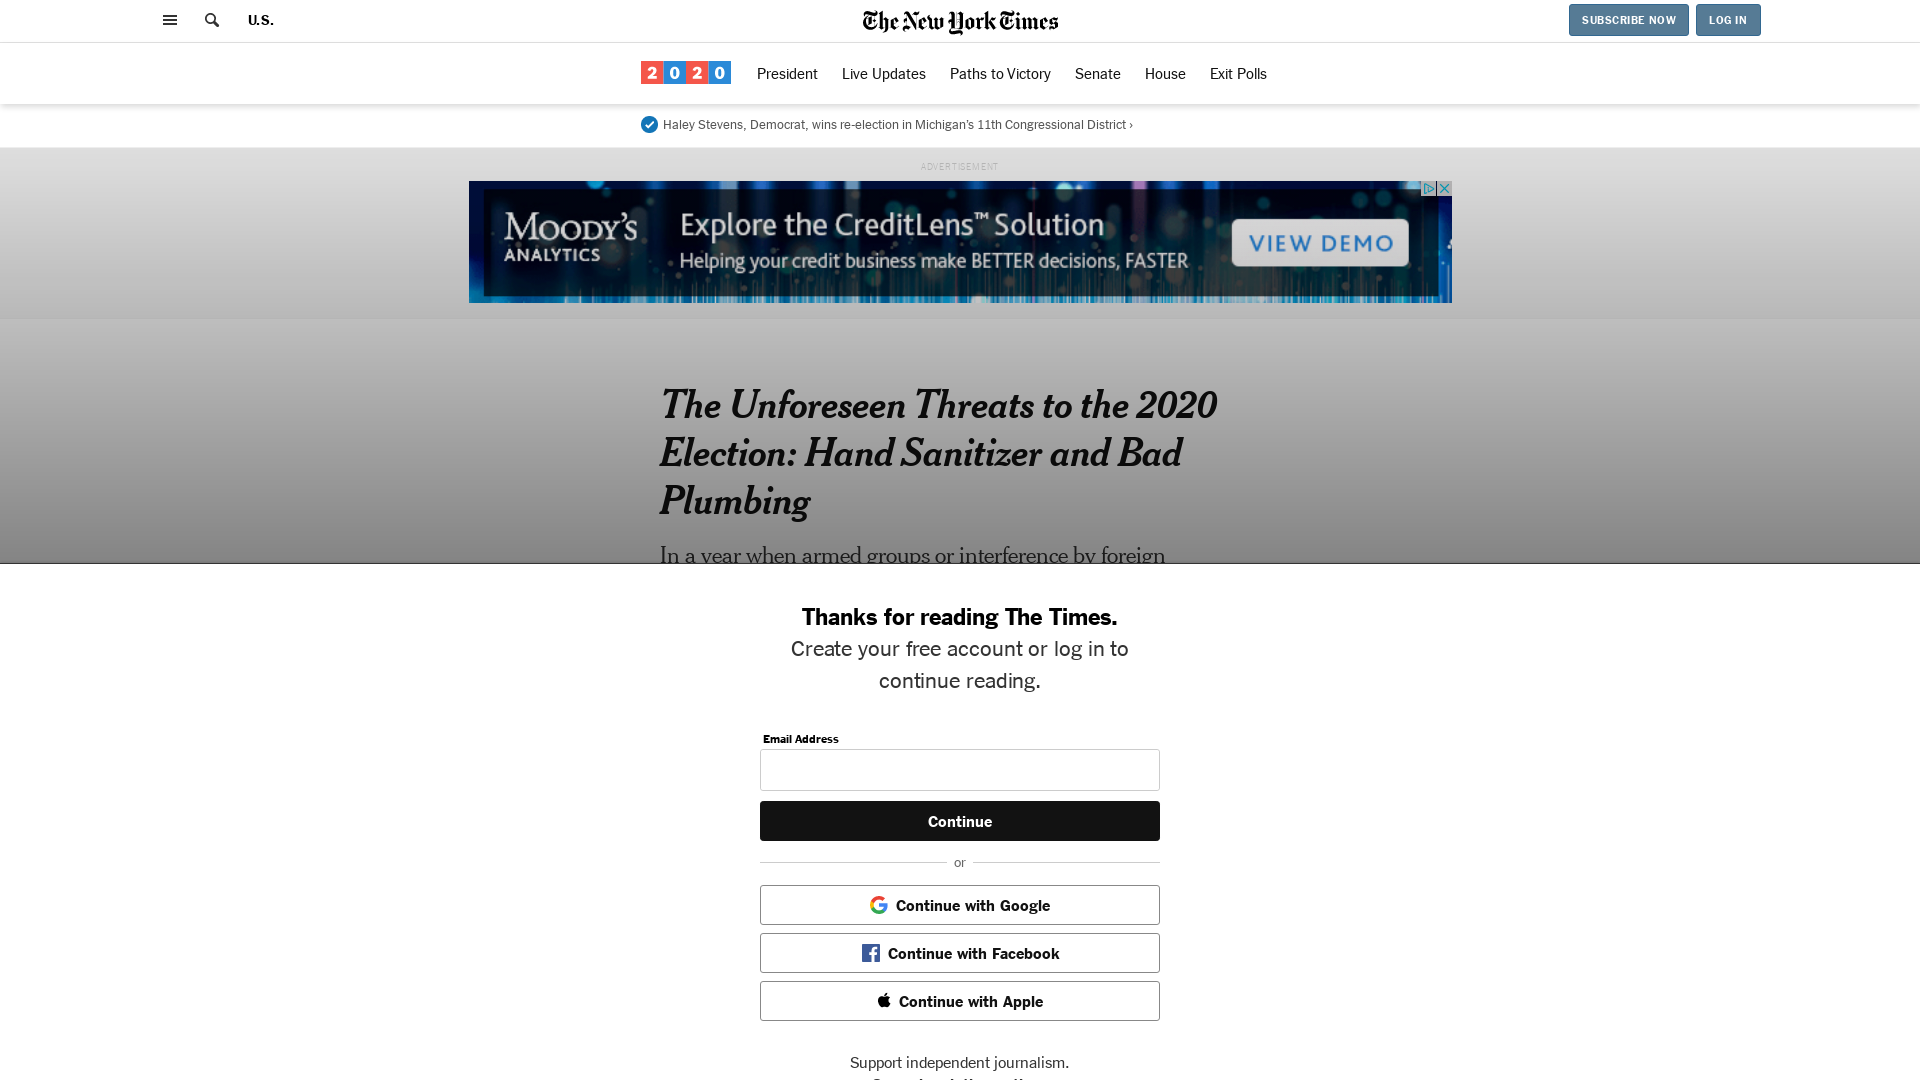 U.S.
The New York Times
SUBSCRIBE NOW
LOG IN
2020
President
Live Updates
Paths to Victory
Senate
House
Exit Polls
Haley Stevens, Democrat, wins re-election in Michigan’s 11th Congressional District ›
ADVERTISEMENT
MOODY'S
ANALYTICS
Explore the CreditLens™ Solution
Helping your credit business make BETTER decisions, FASTER
VIEW DEMO
The Unforeseen Threats to the 2020
Election: Hand Sanitizer and Bad
Plumbing
In a year when armed groups or interference by foreign
Thanks for reading The Times.
Create your free account or log in to
continue reading.
Email Address
Continue
or
Continue with Google
Continue with Facebook
Continue with Apple
Support independent journalism.